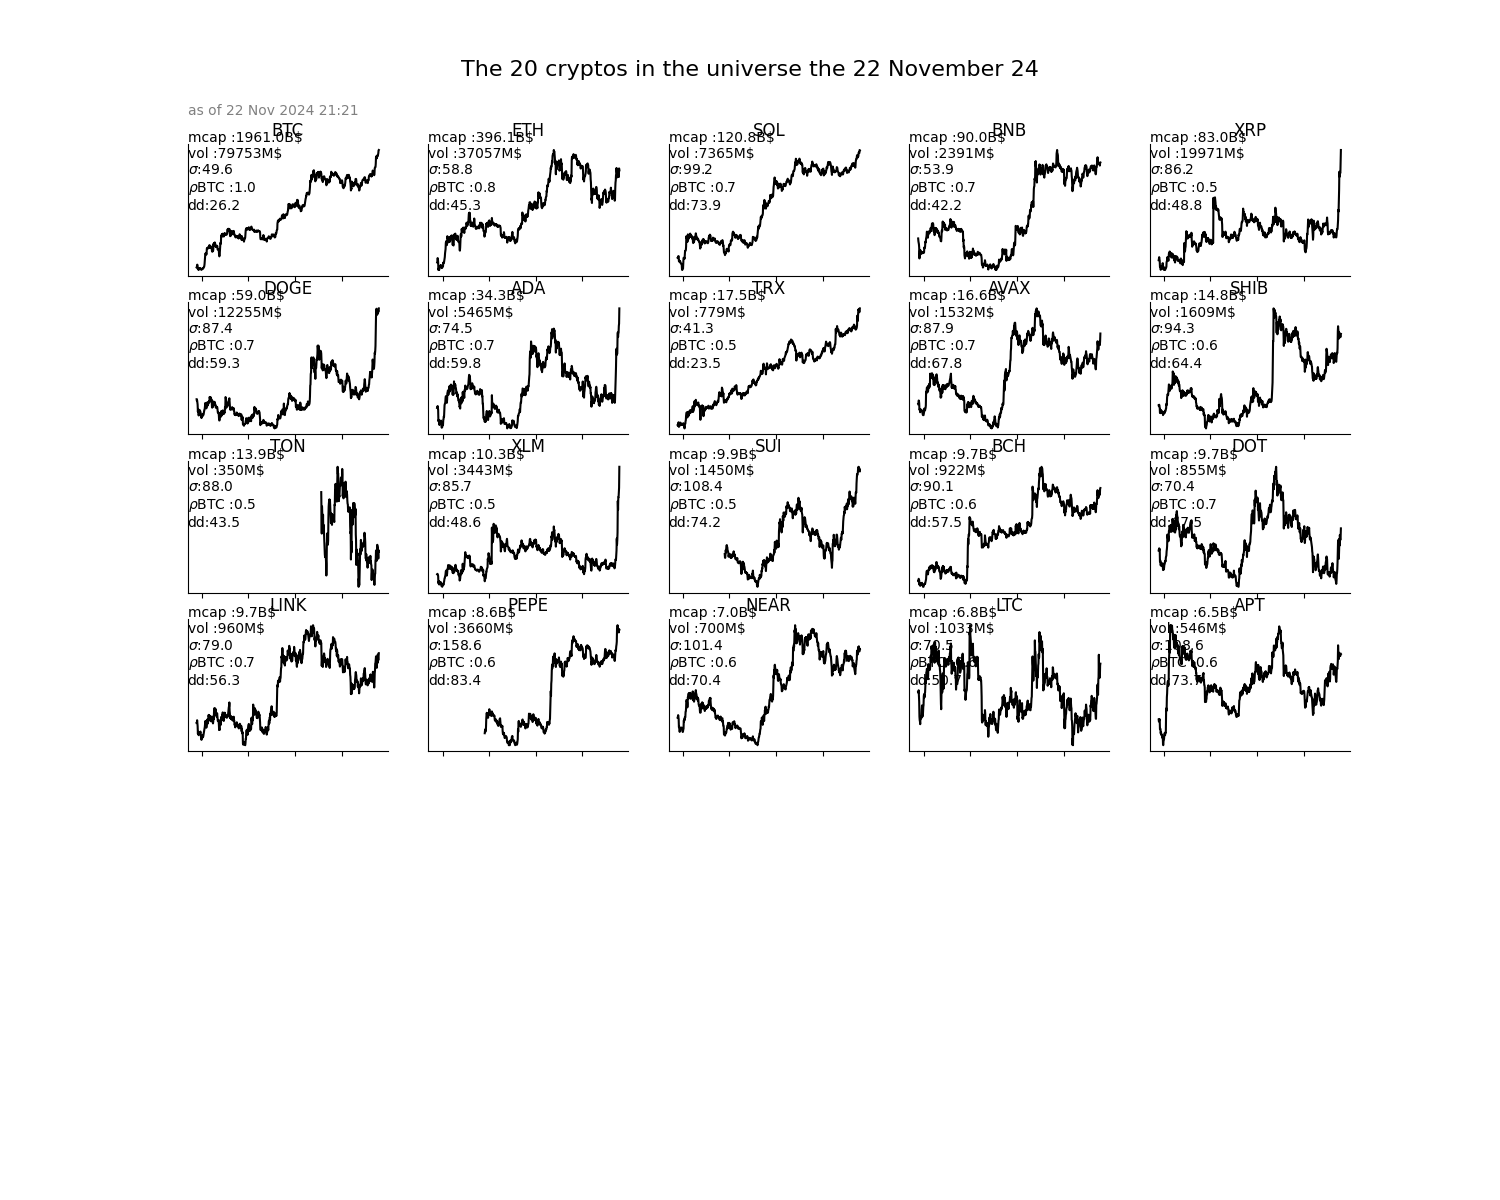 The 20 cryptos in the universe the 22 November 24
as of 22 Nov 2024 21:21
BTC
mcap :1961.0B$
vol :79753M$
σ:49.6
ρBTC :1.0
dd:26.2
ETH
mcap :396.1B$
vol :37057M$
σ:58.8
ρBTC :0.8
dd:45.3
SOL
mcap :120.8B$
vol :7365M$
σ:99.2
ρBTC :0.7
dd:73.9
BNB
mcap :90.0B$
vol :2391M$
σ:53.9
ρBTC :0.7
dd:42.2
XRP
mcap :83.0B$
vol :19971M$
σ:86.2
ρBTC :0.5
dd:48.8
DOGE
mcap :59.0B$
vol :12255M$
σ:87.4
ρBTC :0.7
dd:59.3
ADA
mcap :34.3B$
vol :5465M$
σ:74.5
ρBTC :0.7
dd:59.8
TRX
mcap :17.5B$
vol :779M$
σ:41.3
ρBTC :0.5
dd:23.5
AVAX
mcap :16.6B$
vol :1532M$
σ:87.9
ρBTC :0.7
dd:67.8
SHIB
mcap :14.8B$
vol :1609M$
σ:94.3
ρBTC :0.6
dd:64.4
TON
mcap :13.9B$
vol :350M$
σ:88.0
ρBTC :0.5
dd:43.5
XLM
mcap :10.3B$
vol :3443M$
σ:85.7
ρBTC :0.5
dd:48.6
SUI
mcap :9.9B$
vol :1450M$
σ:108.4
ρBTC :0.5
dd:74.2
BCH
mcap :9.7B$
vol :922M$
σ:90.1
ρBTC :0.6
dd:57.5
DOT
mcap :9.7B$
vol :855M$
σ:70.4
ρBTC :0.7
LINK
mcap :9.7B$
vol :960M$
σ:79.0
ρBTC :0.7
dd:56.3
PEPE
mcap :8.6B$
vol :3660M$
σ:158.6
ρBTC :0.6
dd:83.4
NEAR
mcap :7.0B$
vol :700M$
σ:101.4
ρBTC :0.6
dd:70.4
LTC
mcap :6.8B$
vol :1033M$
APT
mcap :6.5B$
vol :546M$
ρBTC :0.6